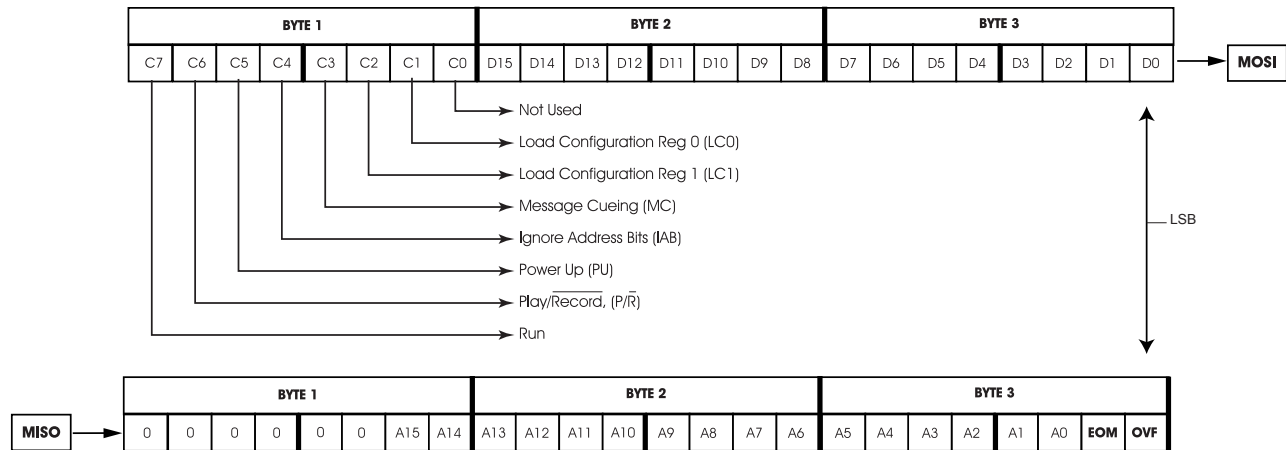 BYTE 1 BYTE 2 BYTE 3
C7 C6 C5 C4 C3 C2 C1 C0 D15 D14 D13 D12 D11 D10 D9 D8 D7 D6 D5 D4 D3 D2 D1 D0 MOSI
Not Used
Load Configuration Reg 0 (LC0)
Load Configuration Reg 1 (LC1)
Message Cueing (MC)
LSB
Ignore Address Bits (IAB)
Power Up (PU)
Play/R̅e̅c̅o̅r̅d̅, (P/R̅)
Run
BYTE 1 BYTE 2 BYTE 3
MISO 0 0 0 0 0 0 A15 A14 A13 A12 A11 A10 A9 A8 A7 A6 A5 A4 A3 A2 A1 A0 EOM OVF